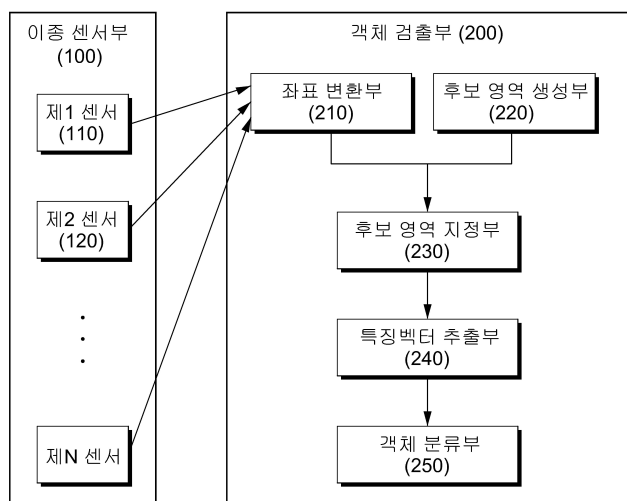 이종 센서부
(100)
제1 센서
(110)
제2 센서
(120)
제N 센서
객체 검출부 (200)
좌표 변환부
(210)
후보 영역 생성부
(220)
후보 영역 지정부
(230)
특징벡터 추출부
(240)
객체 분류부
(250)